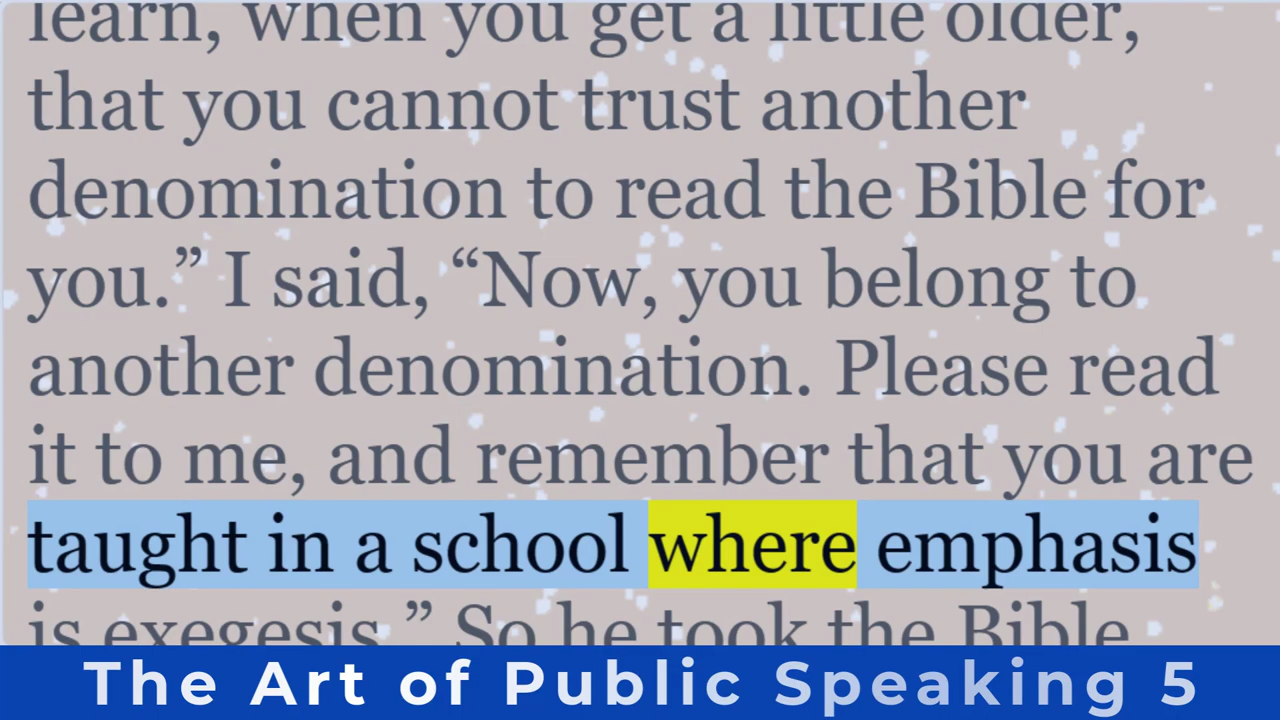 learn, when you get a little older,
that you cannot trust another
denomination to read the Bible for
you.” I said, “Now, you belong to
another denomination. Please read
it to me, and remember that you are
taught in a school where emphasis
is exegesis.” So he took the Bible,
The Art of Public Speaking 5